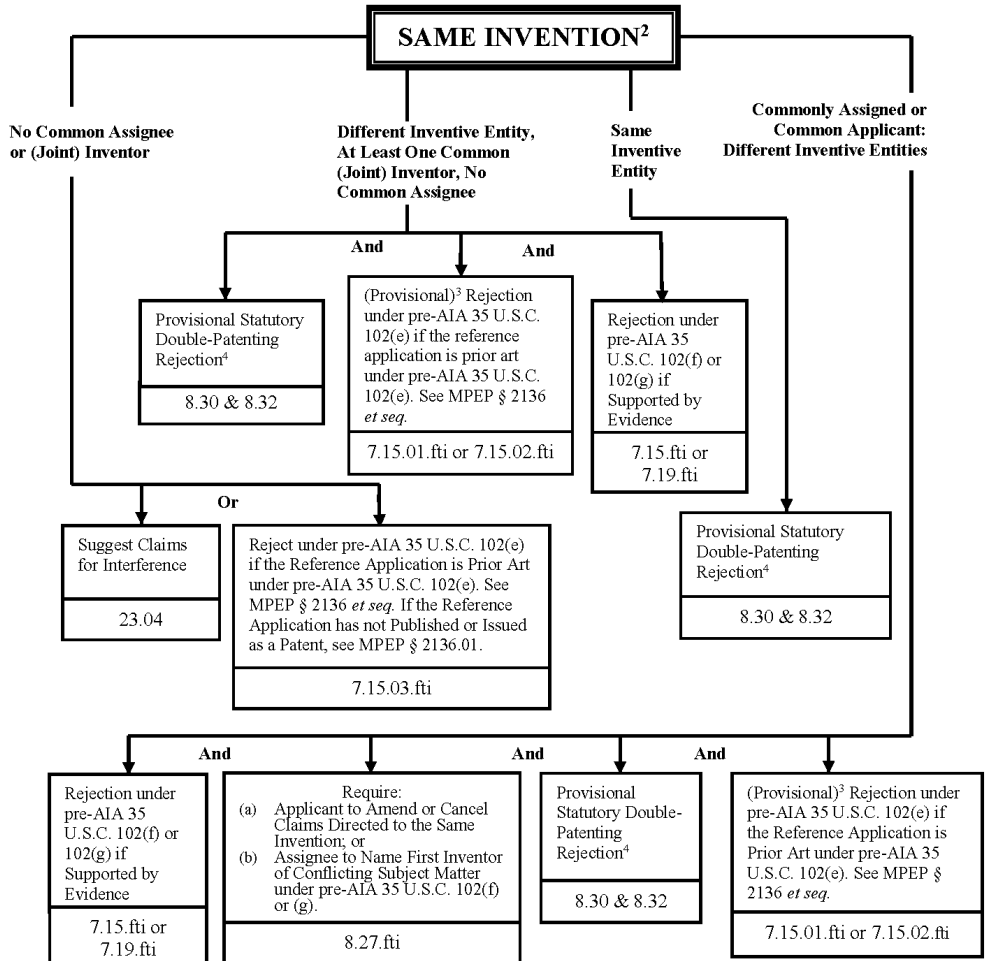 SAME INVENTION²
No Common Assignee
or (Joint) Inventor
Different Inventive Entity,
At Least One Common
(Joint) Inventor, No
Common Assignee
Same
Inventive
Entity
Commonly Assigned or
Common Applicant:
Different Inventive Entities
And
And
Provisional Statutory
Double-Patenting
Rejection⁴
8.30 & 8.32
(Provisional)³ Rejection
under pre-AIA 35 U.S.C.
102(e) if the reference
application is prior art
under pre-AIA 35 U.S.C.
102(e). See MPEP § 2136
et seq.
7.15.01.fti or 7.15.02.fti
Rejection under
pre-AIA 35
U.S.C. 102(f) or
102(g) if
Supported by
Evidence
7.15.fti or
7.19.fti
Or
Suggest Claims
for Interference
23.04
Reject under pre-AIA 35 U.S.C. 102(e)
if the Reference Application is Prior Art
under pre-AIA 35 U.S.C. 102(e). See
MPEP § 2136 et seq. If the Reference
Application has not Published or Issued
as a Patent, see MPEP § 2136.01.
7.15.03.fti
Provisional Statutory
Double-Patenting
Rejection⁴
8.30 & 8.32
And
And
And
Rejection under
pre-AIA 35
U.S.C. 102(f) or
102(g) if
Supported by
Evidence
7.15.fti or
7.19.fti
Require:
(a) Applicant to Amend or Cancel
Claims Directed to the Same
Invention; or
(b) Assignee to Name First Inventor
of Conflicting Subject Matter
under pre-AIA 35 U.S.C. 102(f)
or (g).
8.27.fti
Provisional
Statutory Double-
Patenting
Rejection⁴
8.30 & 8.32
(Provisional)³ Rejection under
pre-AIA 35 U.S.C. 102(e) if
the Reference Application is
Prior Art under pre-AIA 35
U.S.C. 102(e). See MPEP §
2136 et seq.
7.15.01.fti or 7.15.02.fti